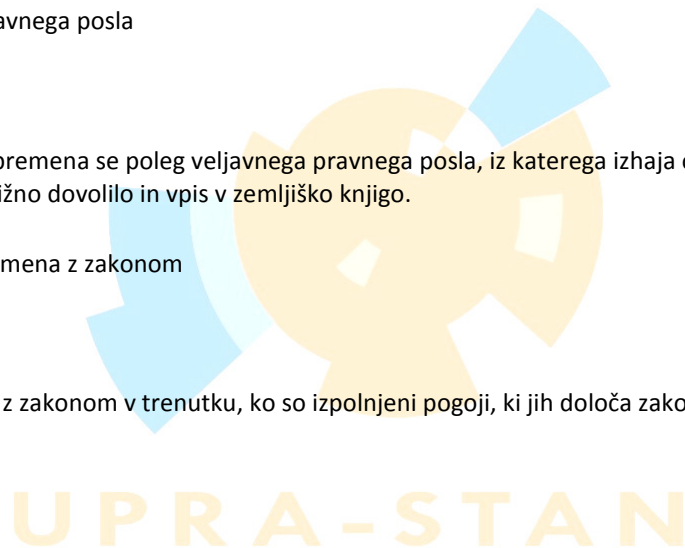 avnega posla
premena se poleg veljavnega pravnega posla, iz katerega izhaja
ižno dovolilo in vpis v zemljiško knjigo.
mena z zakonom
z zakonom v trenutku, ko so izpolnjeni pogoji, ki jih določa zako
UPRA-STAN